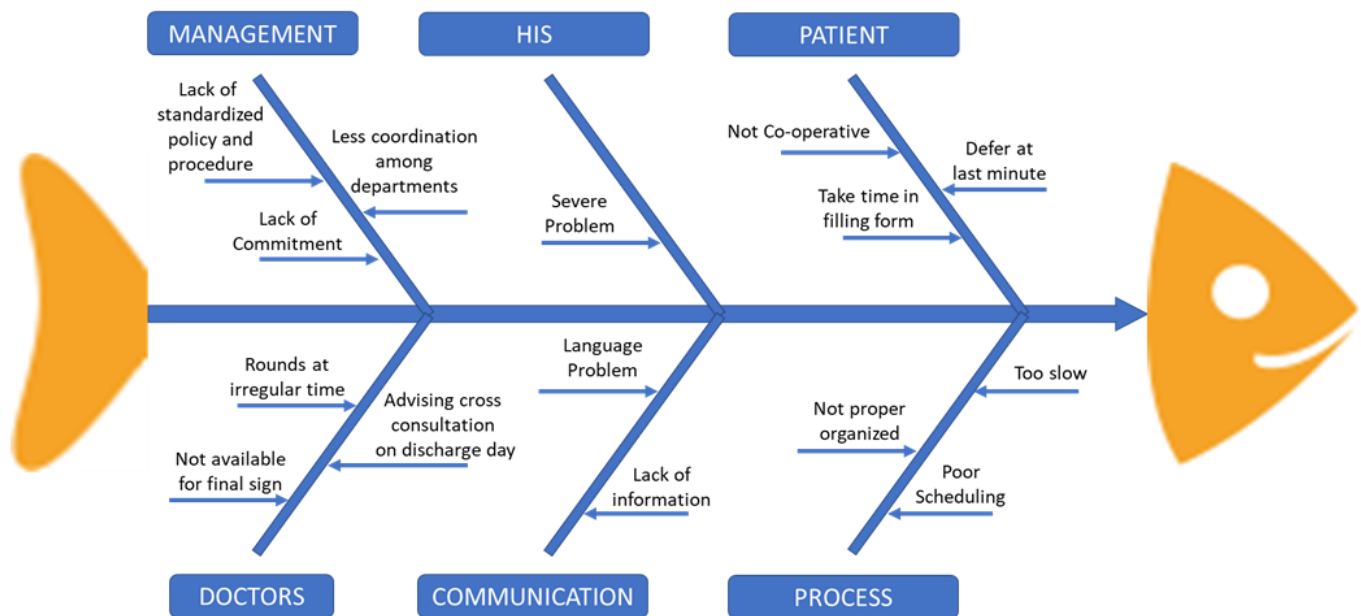 MANAGEMENT
HIS
PATIENT
Lack of
standardized
policy and
procedure
Less coordination
among
departments
Lack of
Commitment
Severe
Problem
Not Co-operative
Defer at
last minute
Take time in
filling form
Rounds at
irregular time
Advising cross
consultation
on discharge day
Not available
for final sign
Language
Problem
Lack of
information
Too slow
Not proper
organized
Poor
Scheduling
DOCTORS
COMMUNICATION
PROCESS